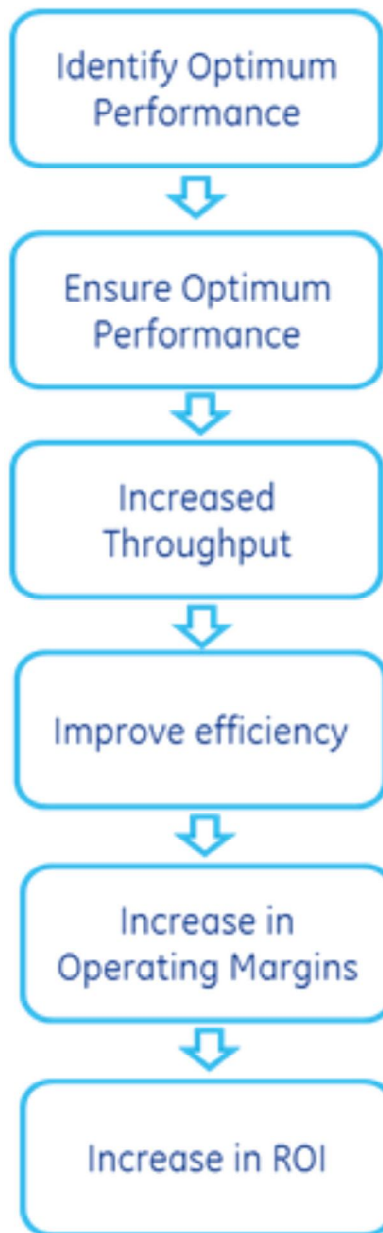 Identify Optimum
Performance
Ensure Optimum
Performance
Increased
Throughput
Improve efficiency
Increase in
Operating Margins
Increase in ROI